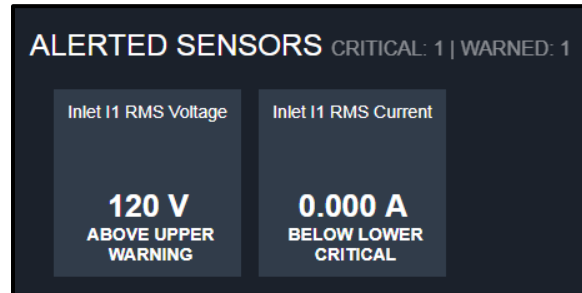 ALERTED SENSORS CRITICAL: 1 | WARNED: 1
Inlet I1 RMS Voltage
120 V
ABOVE UPPER
WARNING
Inlet I1 RMS Current
0.000 A
BELOW LOWER
CRITICAL